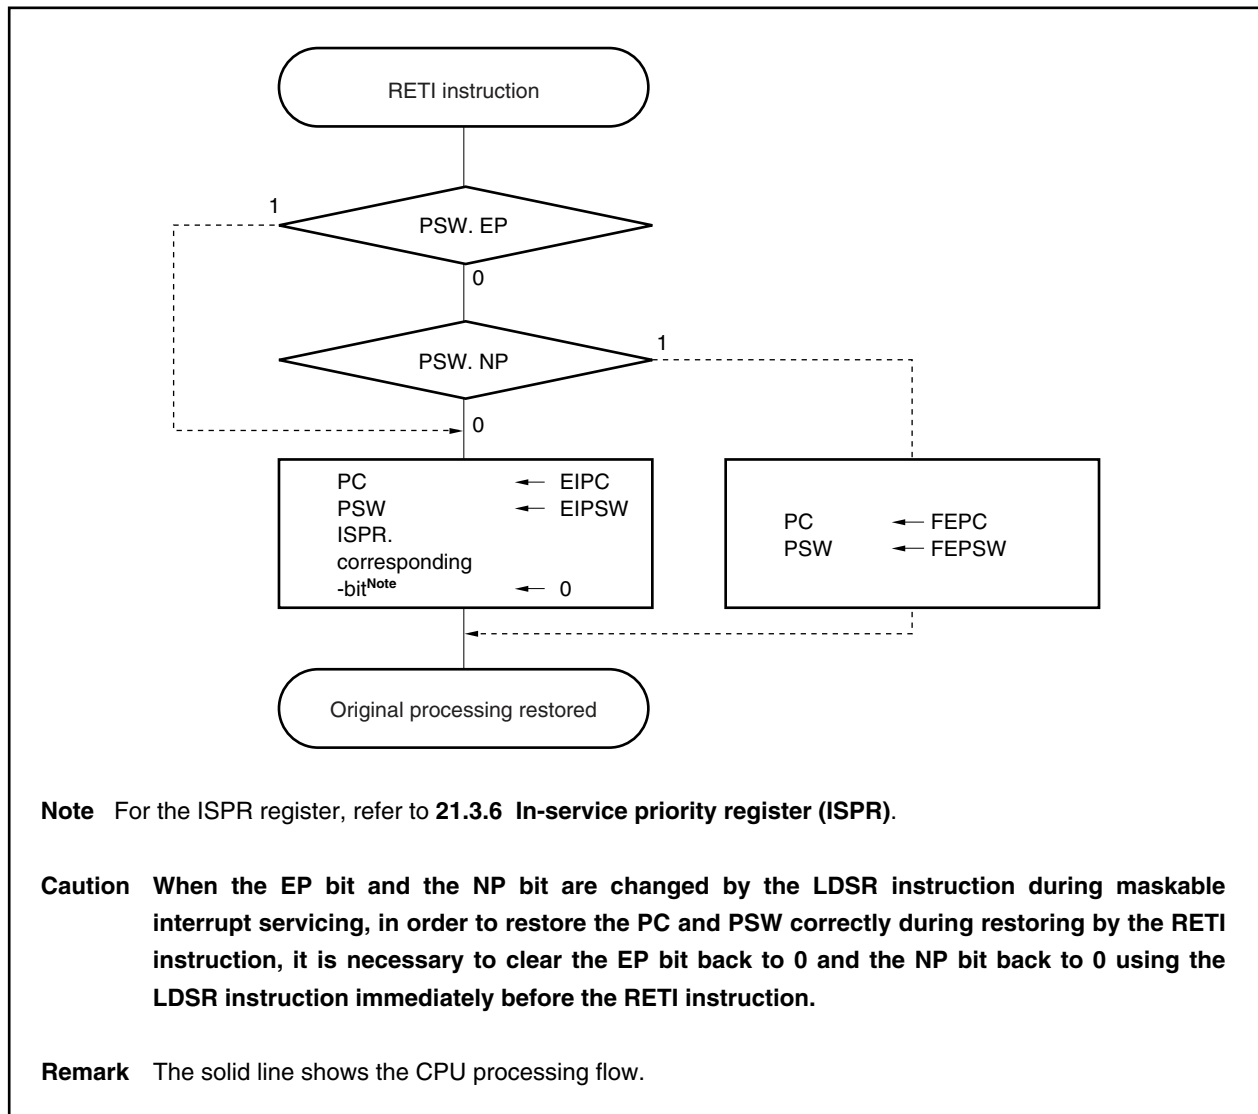 RETI instruction
1
PSW. EP
0
PSW. NP
1
0
PC ← EIPC
PSW ← EIPSW
ISPR.
corresponding
-bitNote ← 0
PC ← FEPC
PSW ← FEPSW
Original processing restored
Note For the ISPR register, refer to 21.3.6 In-service priority register (ISPR).
Caution When the EP bit and the NP bit are changed by the LDSR instruction during maskable
interrupt servicing, in order to restore the PC and PSW correctly during restoring by the RETI
instruction, it is necessary to clear the EP bit back to 0 and the NP bit back to 0 using the
LDSR instruction immediately before the RETI instruction.
Remark The solid line shows the CPU processing flow.